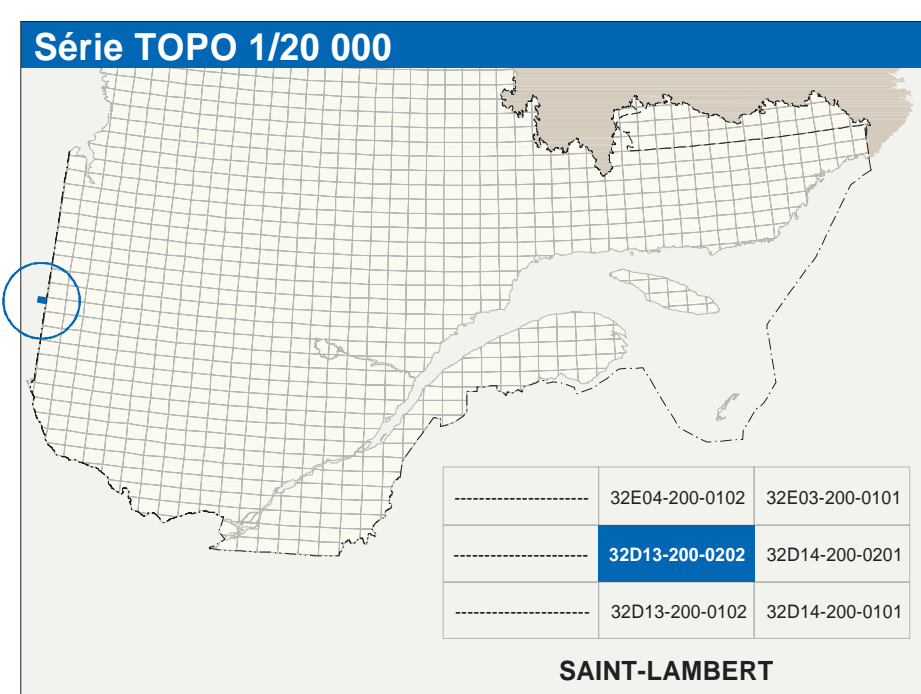 Série TOPO 1/20 000
--------------------- 32E04-200-0102 32E03-200-0101
--------------------- 32D13-200-0202 32D14-200-0201
--------------------- 32D13-200-0102 32D14-200-0101
SAINT-LAMBERT